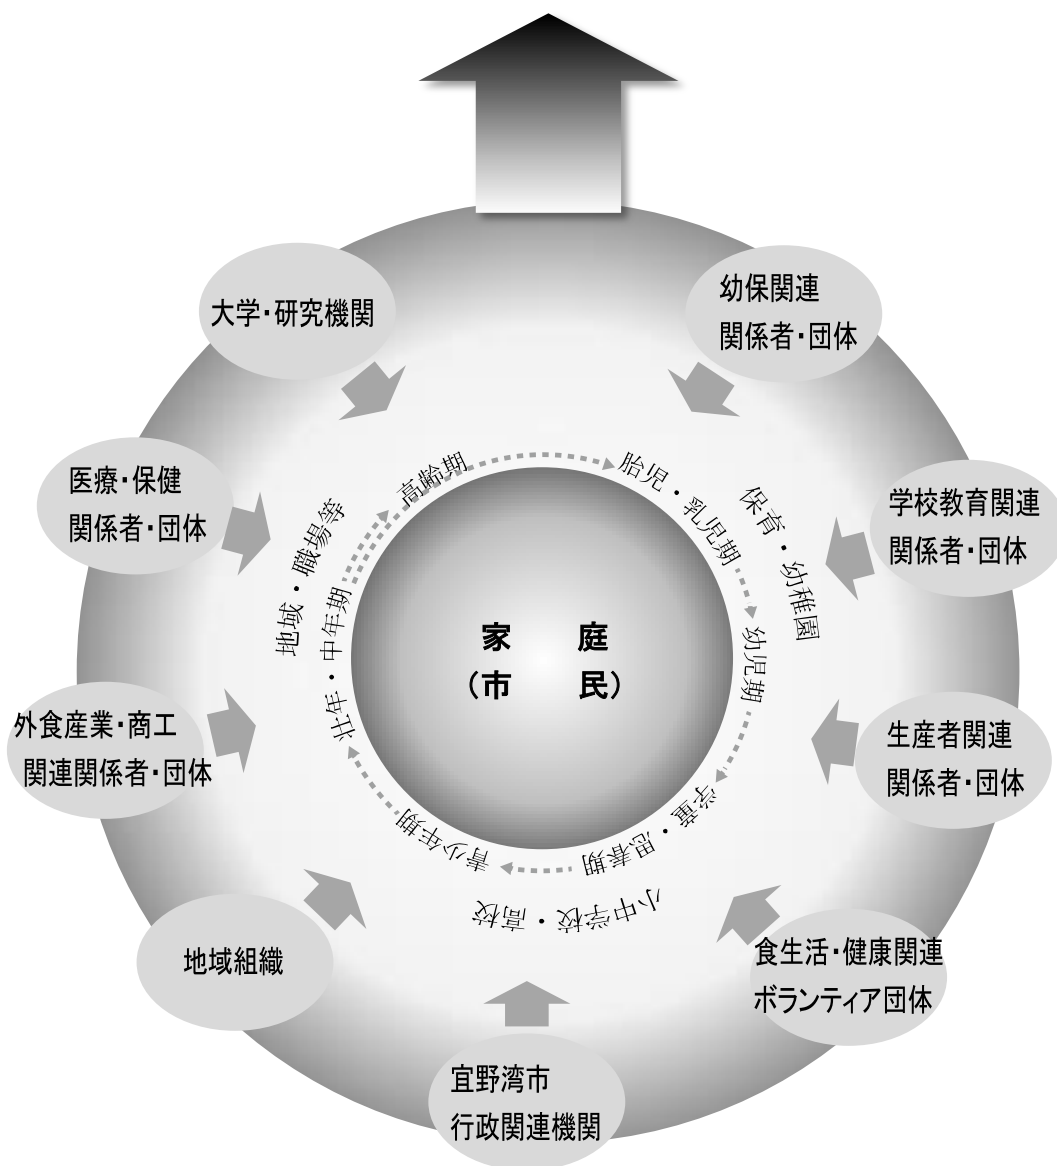 大学・研究機関
幼保関連
関係者・団体
医療・保健
関係者・団体
学校教育関連
関係者・団体
高齢期
胎児・乳児期
保育・幼稚園
地域・職場等
壮年・中年期
幼児期
家　庭
（市　民）
外食産業・商工
関連関係者・団体
生産者関連
関係者・団体
学童・思春期
青少年期
小中学校・高校
地域組織
食生活・健康関連
ボランティア団体
宜野湾市
行政関連機関